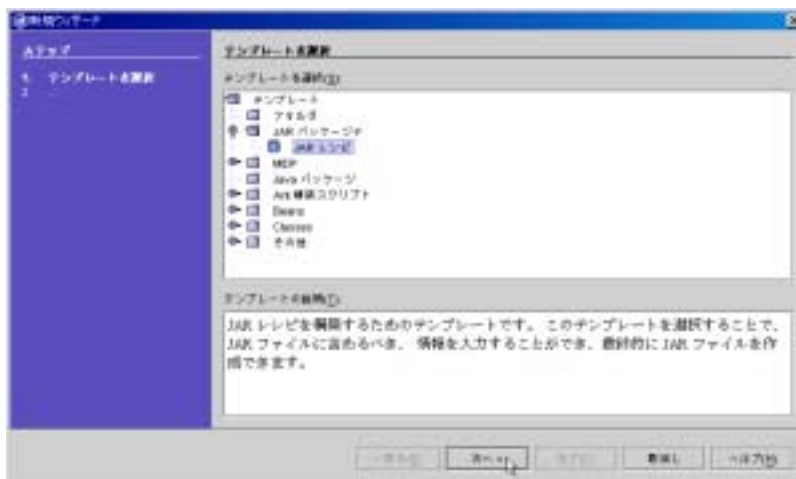 新規ウィザード
ステップ
1. テンプレートを選択
2. ...
テンプレートを選択
テンプレートを選択(S):
テンプレート
フォルダ
JAR パッケージャ
JAR レシピ
MIDP
Java パッケージ
Ant 構築スクリプト
Beans
Classes
その他
テンプレートの説明(T):
JAR レシピを構築するためのテンプレートです。 このテンプレートを選択することで、
JAR ファイルに含めるべき、 情報を入力することができ、最終的に JAR ファイルを作
成できます。
次へ >
取消し
ヘルプ(H)